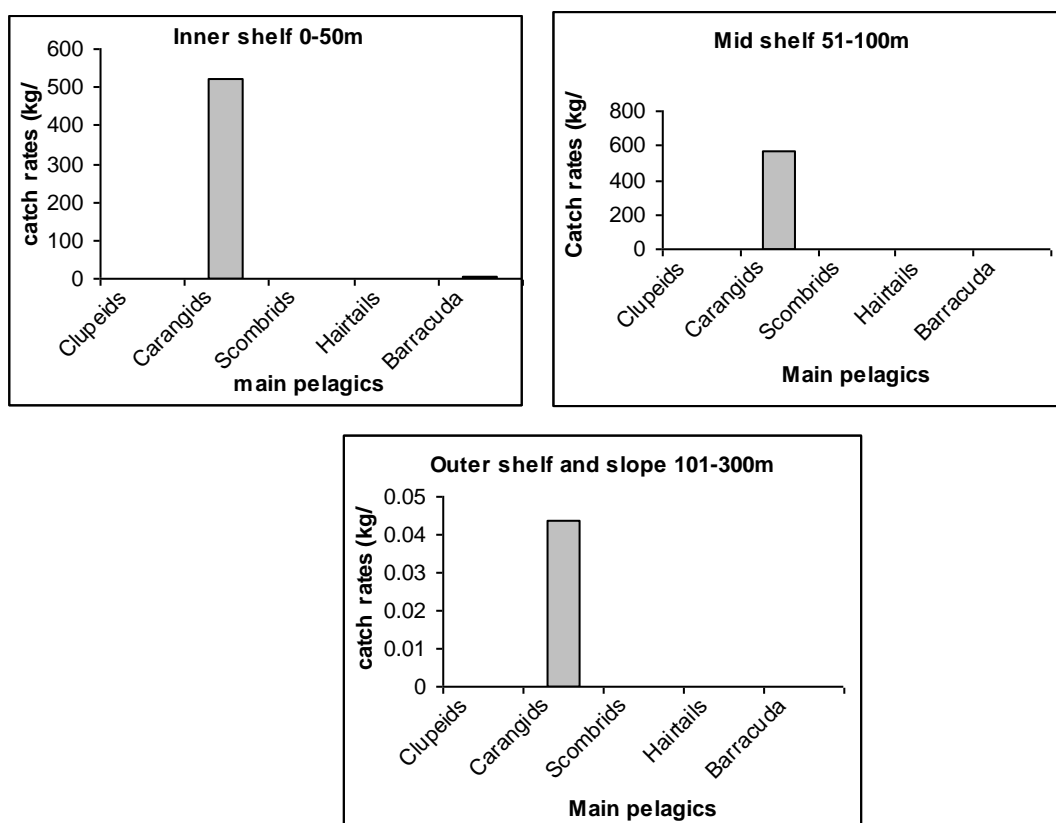 Inner shelf 0-50m
600
500
400
300
200
100
0
catch rates (kg/
Clupeids
Carangids
Scombrids
Hairtails
Barracuda
main pelagics
Mid shelf 51-100m
800
600
400
200
0
Catch rates (kg/
Clupeids
Carangids
Scombrids
Hairtails
Barracuda
Main pelagics
Outer shelf and slope 101-300m
0.05
0.04
0.03
0.02
0.01
0
catch rates (kg/
Clupeids
Carangids
Scombrids
Hairtails
Barracuda
Main pelagics